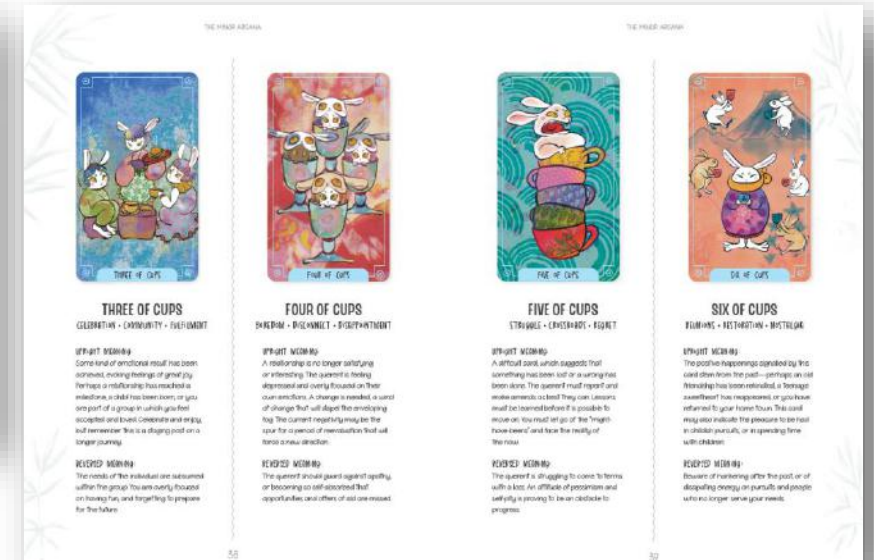 THE MINOR ARCANA
THREE OF CUPS
THREE OF CUPS
CELEBRATION • COMMUNITY • FULFILMENT
UPRIGHT MEANING:
Some kind of emotional result has been
achieved, evoking feelings of great joy.
Perhaps a relationship has reached a
milestone, a child has been born, or you
are part of a group in which you feel
accepted and loved. Celebrate and enjoy,
but remember this is a staging post on a
longer journey.
REVERSED MEANING:
The needs of the individual are subsumed
within the group. You are overly focused
on having fun, and forgetting to prepare
for the future.
FOUR OF CUPS
FOUR OF CUPS
BOREDOM • DISCONNECT • DISAPPOINTMENT
UPRIGHT MEANING:
A relationship is no longer satisfying
or interesting. The querent is feeling
depressed and overly focused on their
own emotions. A change is needed, a wind
of change that will dispel the enveloping
fog. The current negativity may be the
spur for a period of reevaluation that will
force a new direction.
REVERSED MEANING:
The querent should guard against apathy,
or becoming so self-absorbed that
opportunities and offers of aid are missed.
38
THE MINOR ARCANA
FIVE OF CUPS
FIVE OF CUPS
STRUGGLE • CROSSROADS • REGRET
UPRIGHT MEANING:
A difficult card, which suggests that
something has been lost or a wrong has
been done. The querent must repent and
make amends as best they can. Lessons
must be learned before it is possible to
move on. You must let go of the "might-
have-beens" and face the reality of
the now.
REVERSED MEANING:
The querent is struggling to come to terms
with a loss. An attitude of pessimism and
self-pity is proving to be an obstacle to
progress.
SIX OF CUPS
SIX OF CUPS
REUNIONS • RESTORATION • NOSTALGIA
UPRIGHT MEANING:
The positive happenings signalled by this
card stem from the past—perhaps an old
friendship has been rekindled, a teenage
sweetheart has reappeared, or you have
returned to your home town. This card
may also indicate the pleasure to be had
in childish pursuits, or in spending time
with children.
REVERSED MEANING:
Beware of hankering after the past, or of
dissipating energy on pursuits and people
who no longer serve your needs.
39